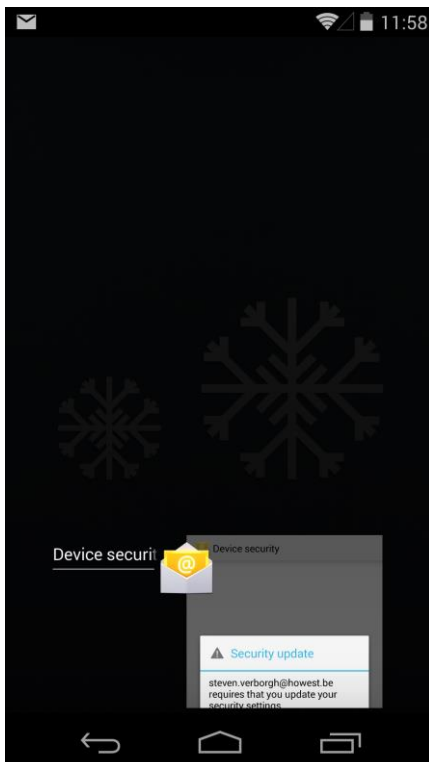 11:58
Device securit
@
Device security
Security update
steven.verborgh@howest.be
requires that you update your
security settings